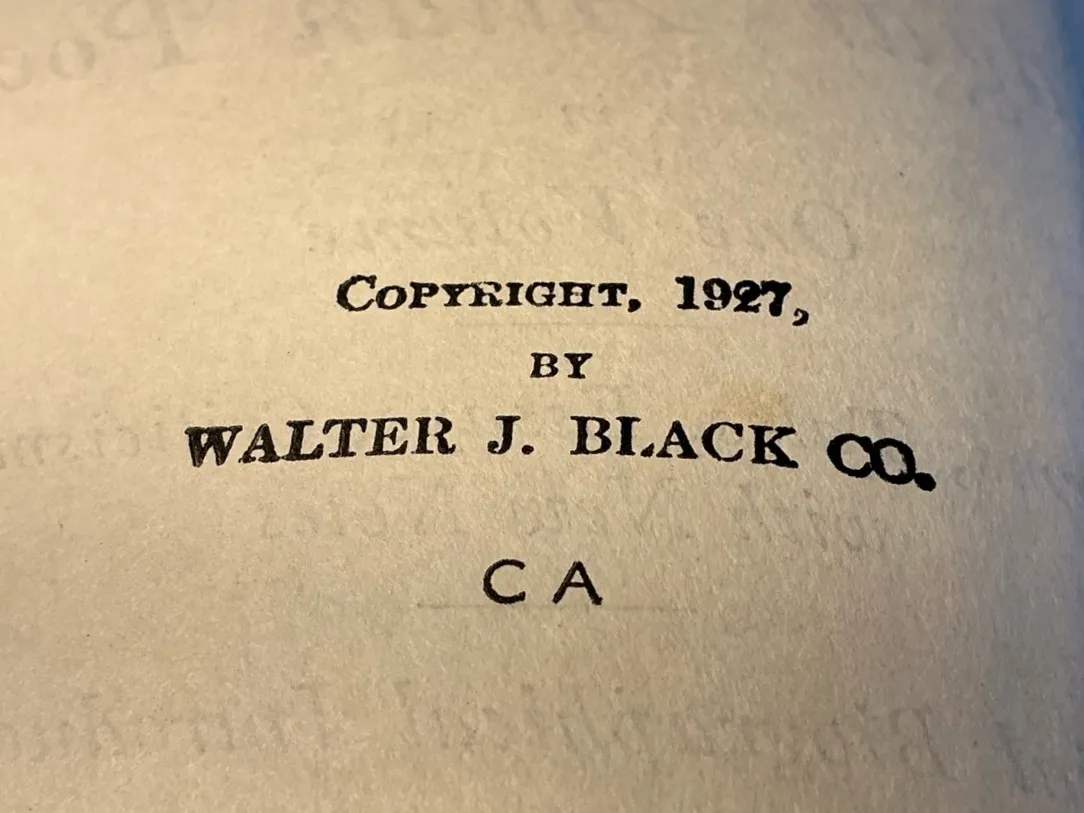 COPYRIGHT, 1927,
BY
WALTER J. BLACK CO.
C A